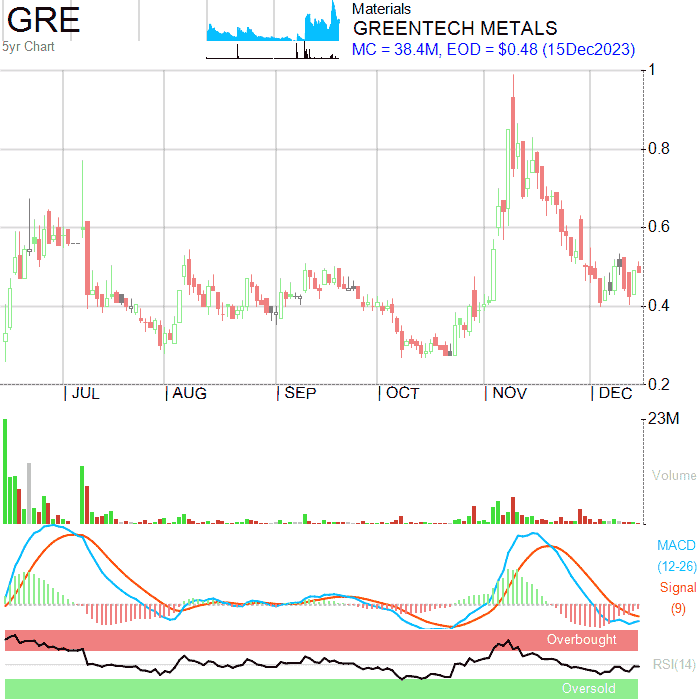 GRE
5yr Chart
Materials
GREENTECH METALS
MC = 38.4M, EOD = $0.48 (15Dec2023)
1
0.8
0.6
0.4
0.2
JUL AUG SEP OCT NOV DEC
23M
Volume
MACD
(12-26)
Signal
(9)
Overbought
RSI(14)
Oversold